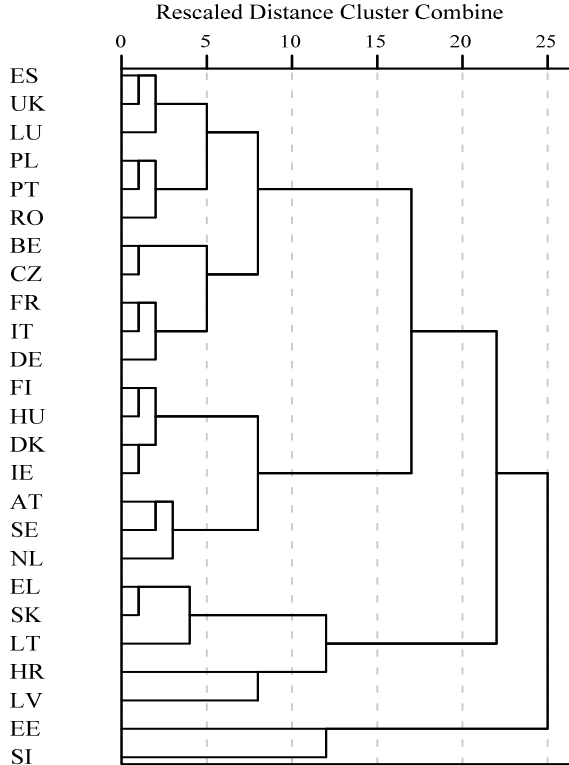 Rescaled Distance Cluster Combine
0 5 10 15 20 25
ES
UK
LU
PL
PT
RO
BE
CZ
FR
IT
DE
FI
HU
DK
IE
AT
SE
NL
EL
SK
LT
HR
LV
EE
SI